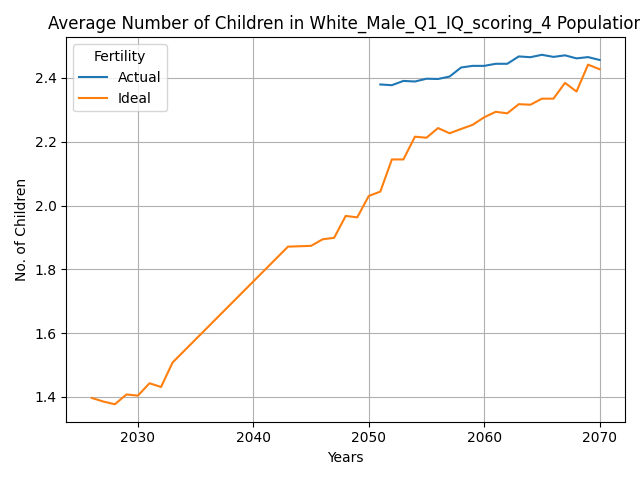 Average Number of Children in White_Male_Q1_IQ_scoring_4 Population
Fertility
Actual
Ideal
No. of Children
2.4
2.2
2.0
1.8
1.6
1.4
2030 2040 2050 2060 2070
Years